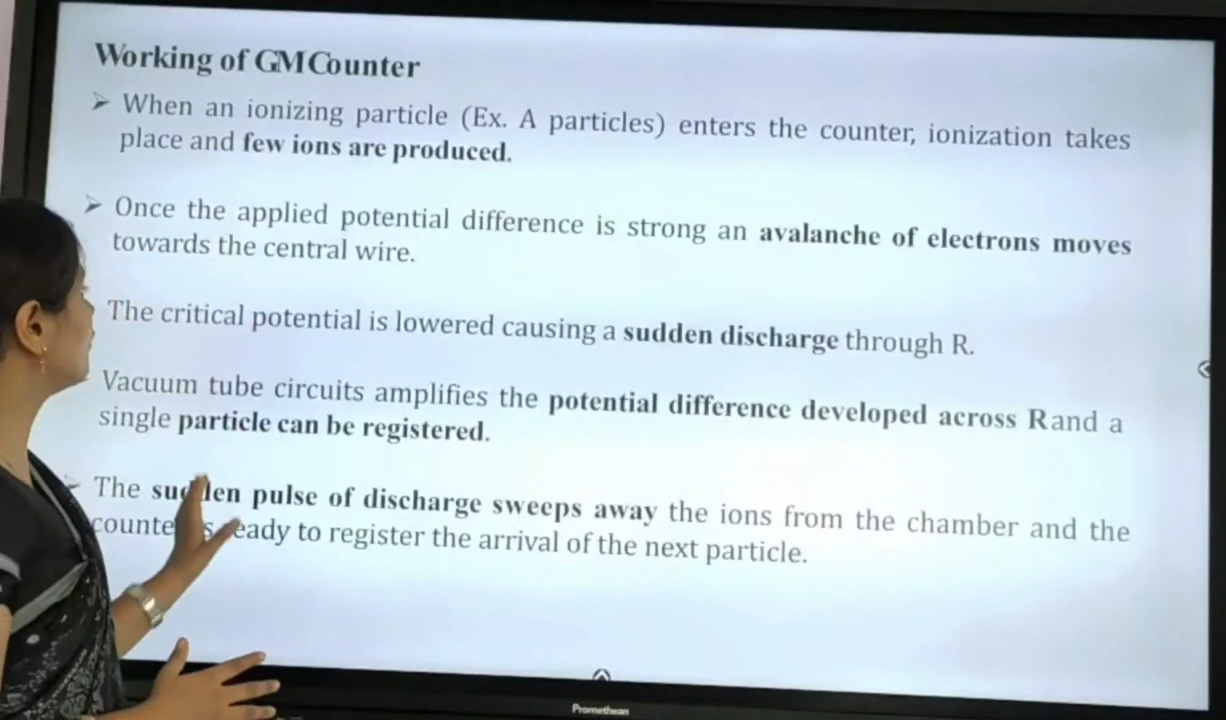 Working of GM Counter
➤ When an ionizing particle (Ex. A particles) enters the counter, ionization takes
place and few ions are produced.
➤ Once the applied potential difference is strong an avalanche of electrons moves
towards the central wire.
The critical potential is lowered causing a sudden discharge through R.
Vacuum tube circuits amplifies the potential difference developed across R and a
single particle can be registered.
➤ The sudden pulse of discharge sweeps away the ions from the chamber and the
counter is ready to register the arrival of the next particle.
Promethean